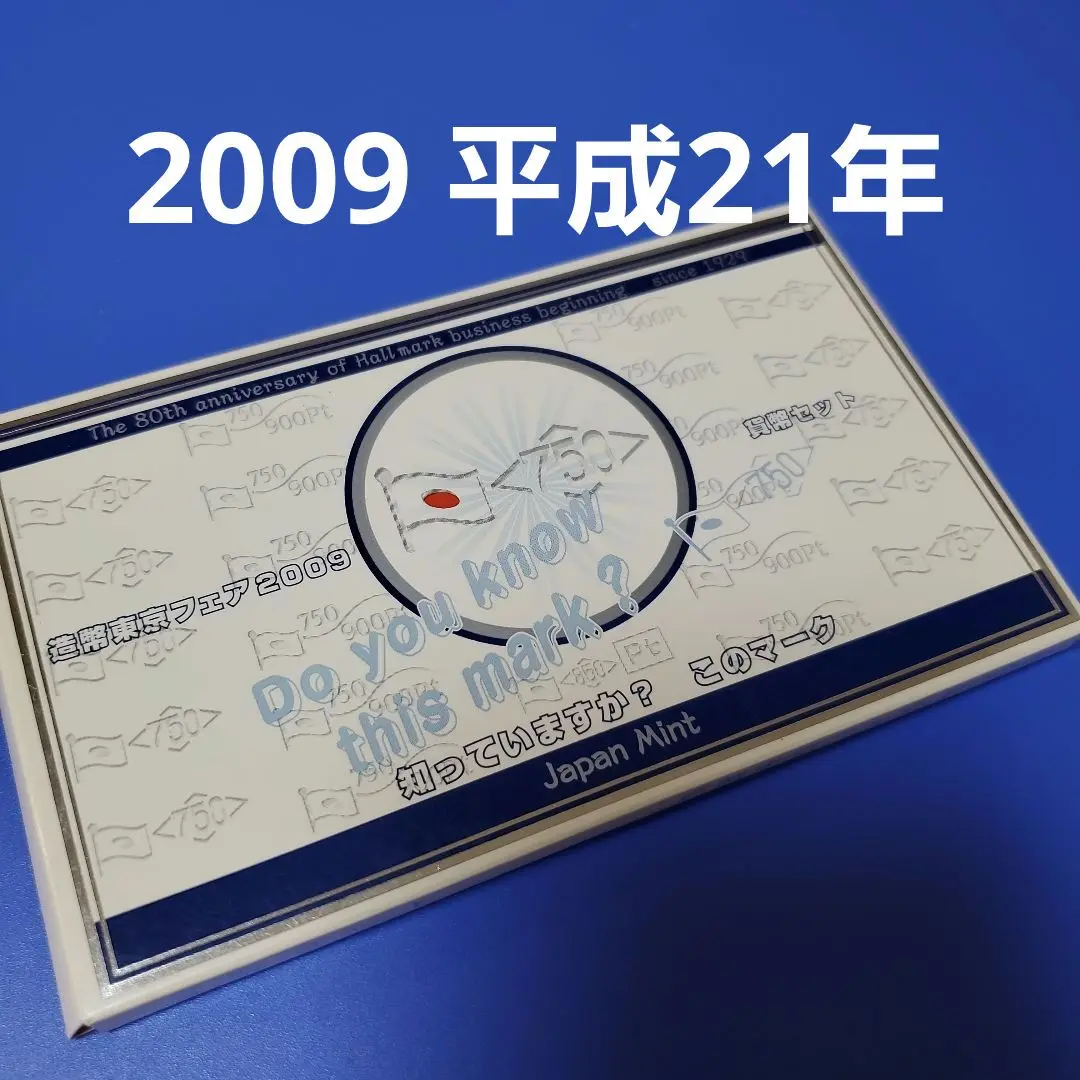 2009 平成21年
The 80th anniversary of Hallmark business beginning since 1929
貨幣セット
<750>
造幣東京フェア2009
Do you know
this mark ?
このマーク
知っていますか？
Japan Mint
750
900Pt
<850> Pt